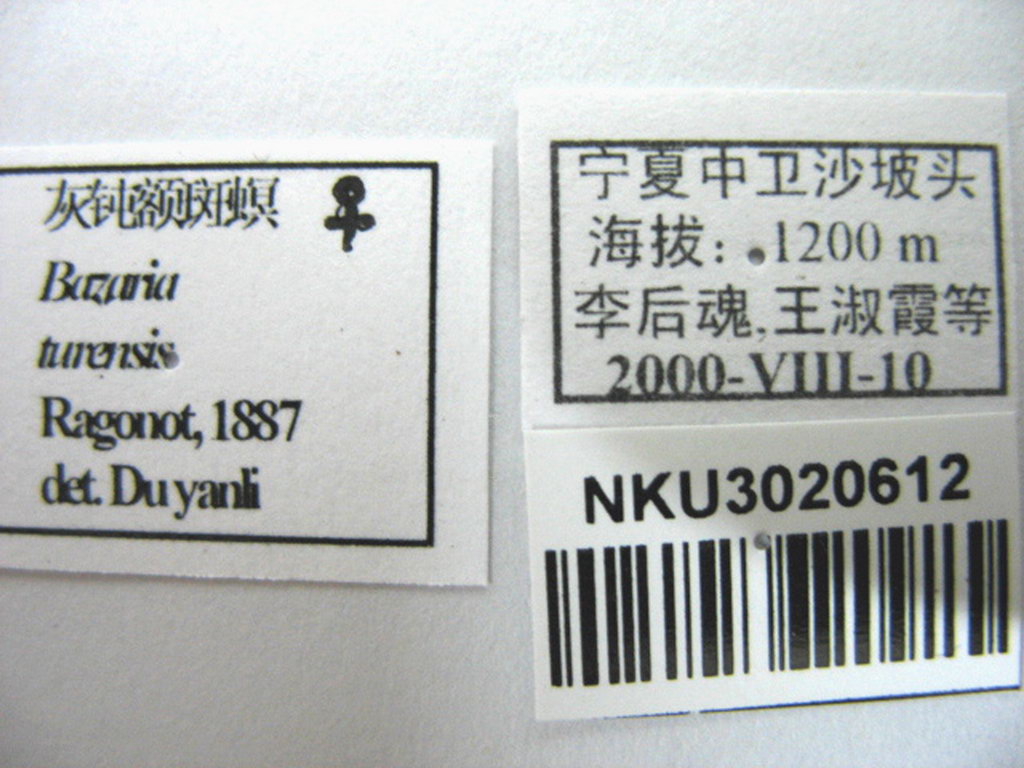 灰钝额斑螟 ♀
Bazaria
turensis
Ragonot, 1887
det. Du yanli
宁夏中卫沙坡头
海拔：1200 m
李后魂,王淑霞等
2000-VIII-10
NKU3020612